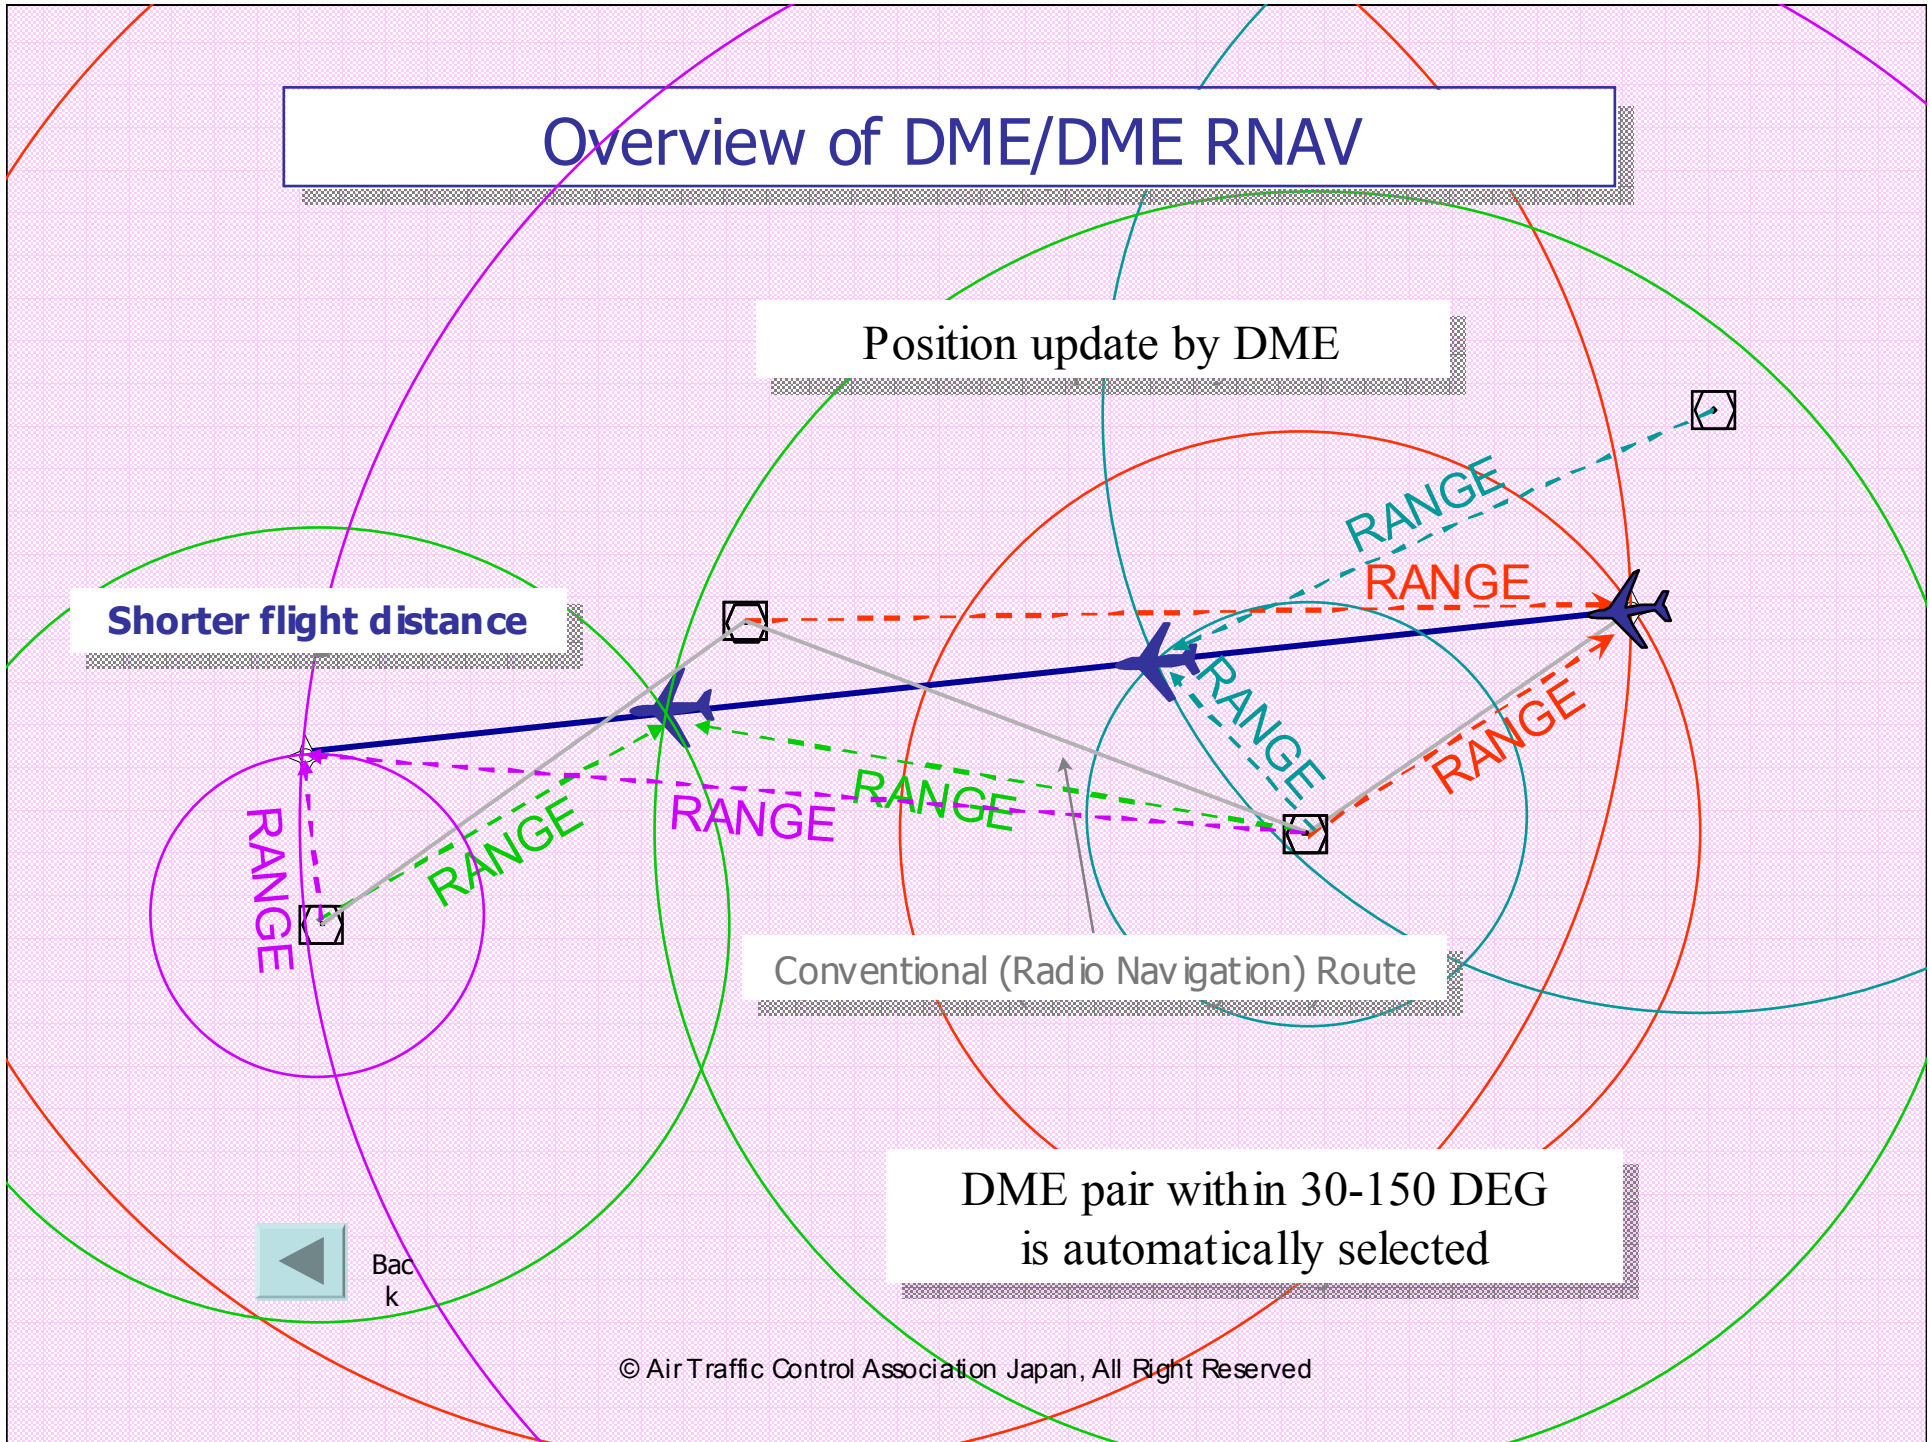 Overview of DME/DME RNAV
Position update by DME
RANGE
RANGE
Shorter flight distance
RANGE
RANGE
RANGE
RANGE
RANGE
RANGE
Conventional (Radio Navigation) Route
DME pair within 30-150 DEG
is automatically selected
Bac
k
© Air Traffic Control Association Japan, All Right Reserved